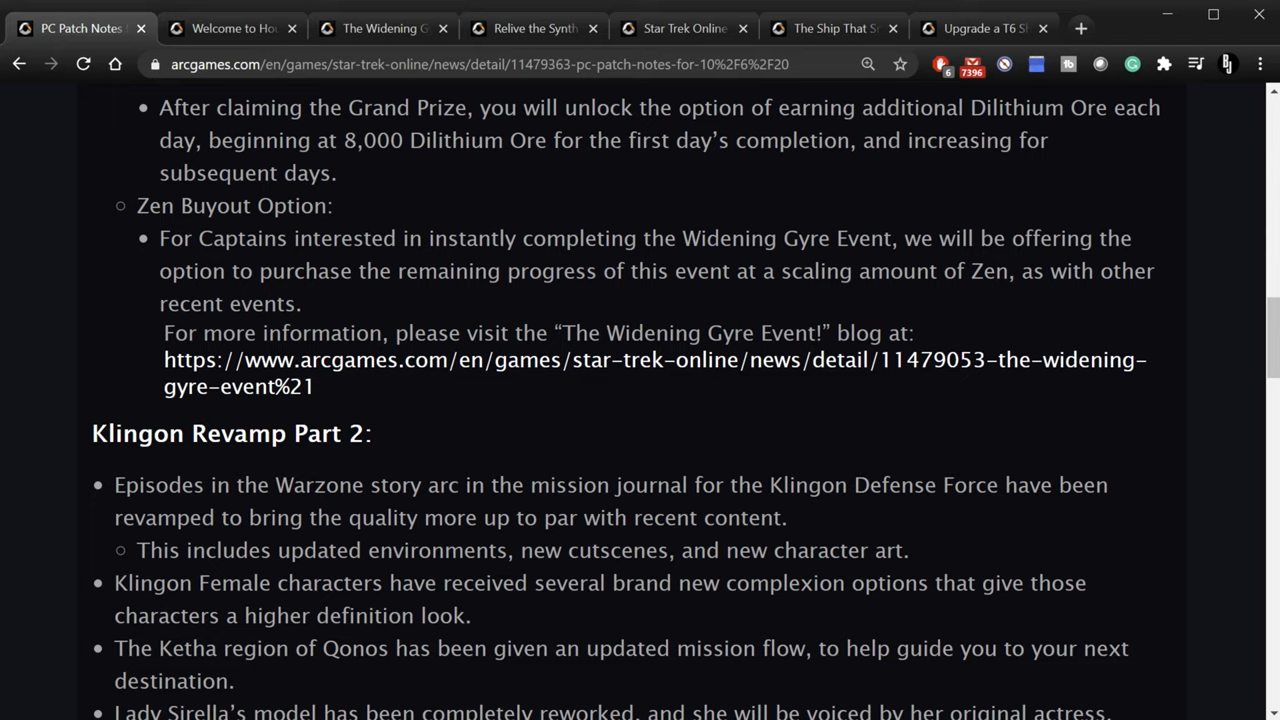 PC Patch Notes
Welcome to Hou
The Widening G
Relive the Synth
Star Trek Online
The Ship That S
Upgrade a T6 Sh
arcgames.com/en/games/star-trek-online/news/detail/11479363-pc-patch-notes-for-10%2F6%2F20
6
7396
After claiming the Grand Prize, you will unlock the option of earning additional Dilithium Ore each
day, beginning at 8,000 Dilithium Ore for the first day’s completion, and increasing for
subsequent days.
Zen Buyout Option:
For Captains interested in instantly completing the Widening Gyre Event, we will be offering the
option to purchase the remaining progress of this event at a scaling amount of Zen, as with other
recent events.
For more information, please visit the “The Widening Gyre Event!” blog at:
https://www.arcgames.com/en/games/star-trek-online/news/detail/11479053-the-widening-
gyre-event%21
Klingon Revamp Part 2:
Episodes in the Warzone story arc in the mission journal for the Klingon Defense Force have been
revamped to bring the quality more up to par with recent content.
This includes updated environments, new cutscenes, and new character art.
Klingon Female characters have received several brand new complexion options that give those
characters a higher definition look.
The Ketha region of Qonos has been given an updated mission flow, to help guide you to your next
destination.
Lady Sirella’s model has been completely reworked, and she will be voiced by her original actress,